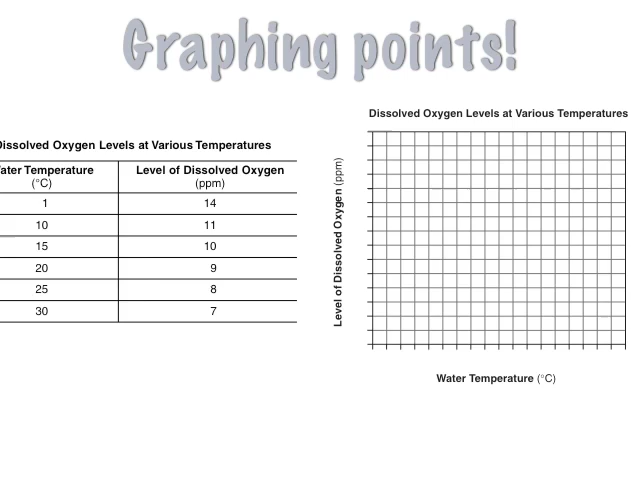 Graphing points!
Dissolved Oxygen Levels at Various Temperatures
ater Temperature
(°C)
Level of Dissolved Oxygen
(ppm)
1 14
10 11
15 10
20 9
25 8
30 7
Dissolved Oxygen Levels at Various Temperatures
Level of Dissolved Oxygen (ppm)
Water Temperature (°C)